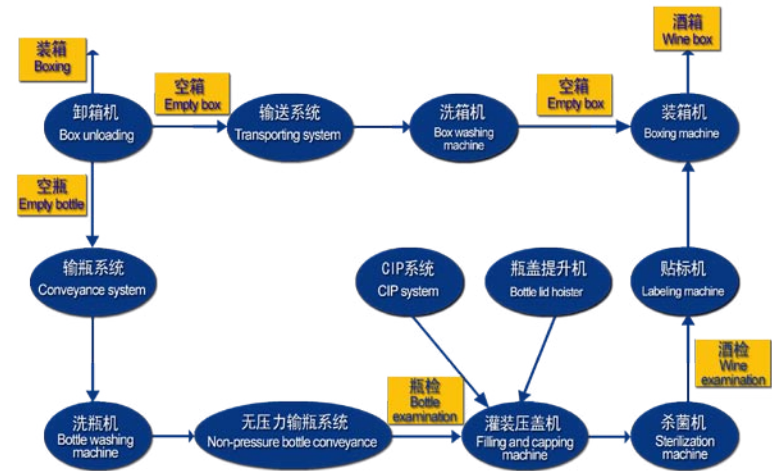 装箱
Boxing
空箱
Empty box
空箱
Empty box
酒箱
Wine box
卸箱机
Box unloading
输送系统
Transporting system
洗箱机
Box washing
machine
装箱机
Boxing machine
空瓶
Empty bottle
输瓶系统
Conveyance system
CIP系统
CIP system
瓶盖提升机
Bottle lid hoister
贴标机
Labeling machine
瓶检
Bottle
examination
酒检
Wine
examination
洗瓶机
Bottle washing
machine
无压力输瓶系统
Non-pressure bottle conveyance
灌装压盖机
Filling and capping
machine
杀菌机
Sterilization
machine